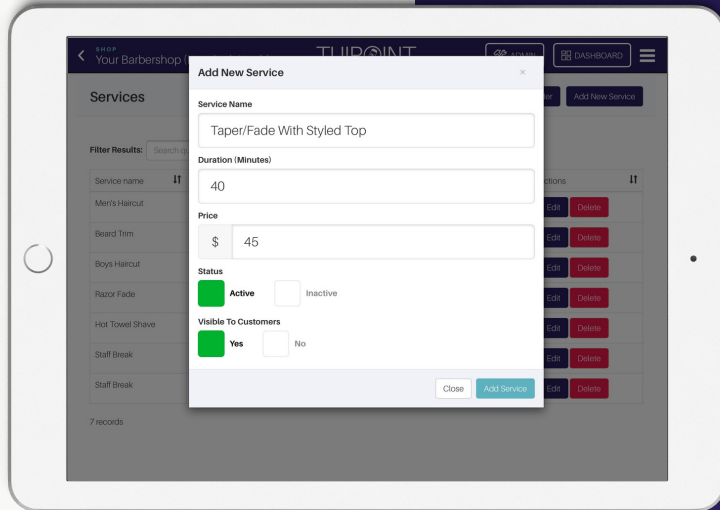 SHOP
Your Barbershop (
ADMIN
DASHBOARD
Services
Add New Service
Filter Results:
Service name
Men's Haircut
Edit Delete
Beard Trim
Edit Delete
Boys Haircut
Edit Delete
Razor Fade
Edit Delete
Hot Towel Shave
Edit Delete
Staff Break
Edit Delete
Staff Break
Edit Delete
7 records
Add New Service
×
Service Name
Taper/Fade With Styled Top
Duration (Minutes)
40
Price
$ 45
Status
Active Inactive
Visible To Customers
Yes No
Close Add Service